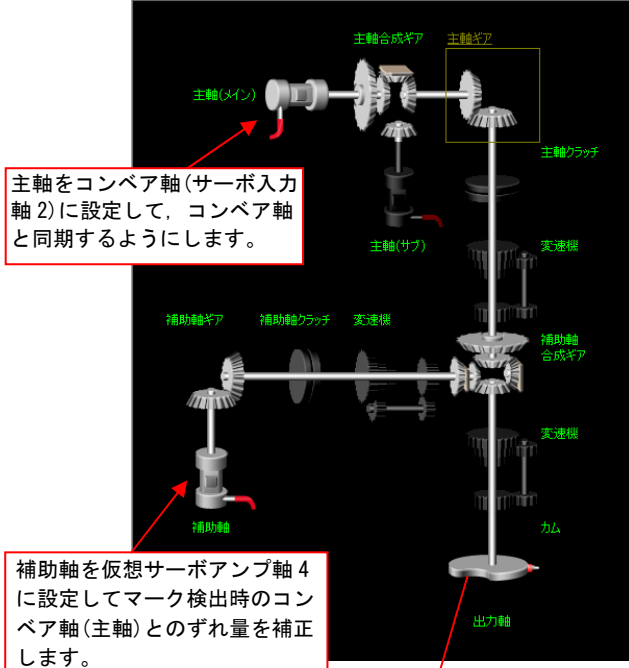 主軸合成ギア
主軸ギア
主軸(メイン)
主軸クラッチ
主軸をコンベア軸(サーボ入力
軸2)に設定して，コンベア軸
と同期するようにします。
主軸(サブ)
変速機
補助軸ギア
補助軸クラッチ
変速機
補助軸
合成ギア
変速機
補助軸
カム
補助軸を仮想サーボアンプ軸4
に設定してマーク検出時のコン
ベア軸(主軸)とのずれ量を補正
します。
出力軸